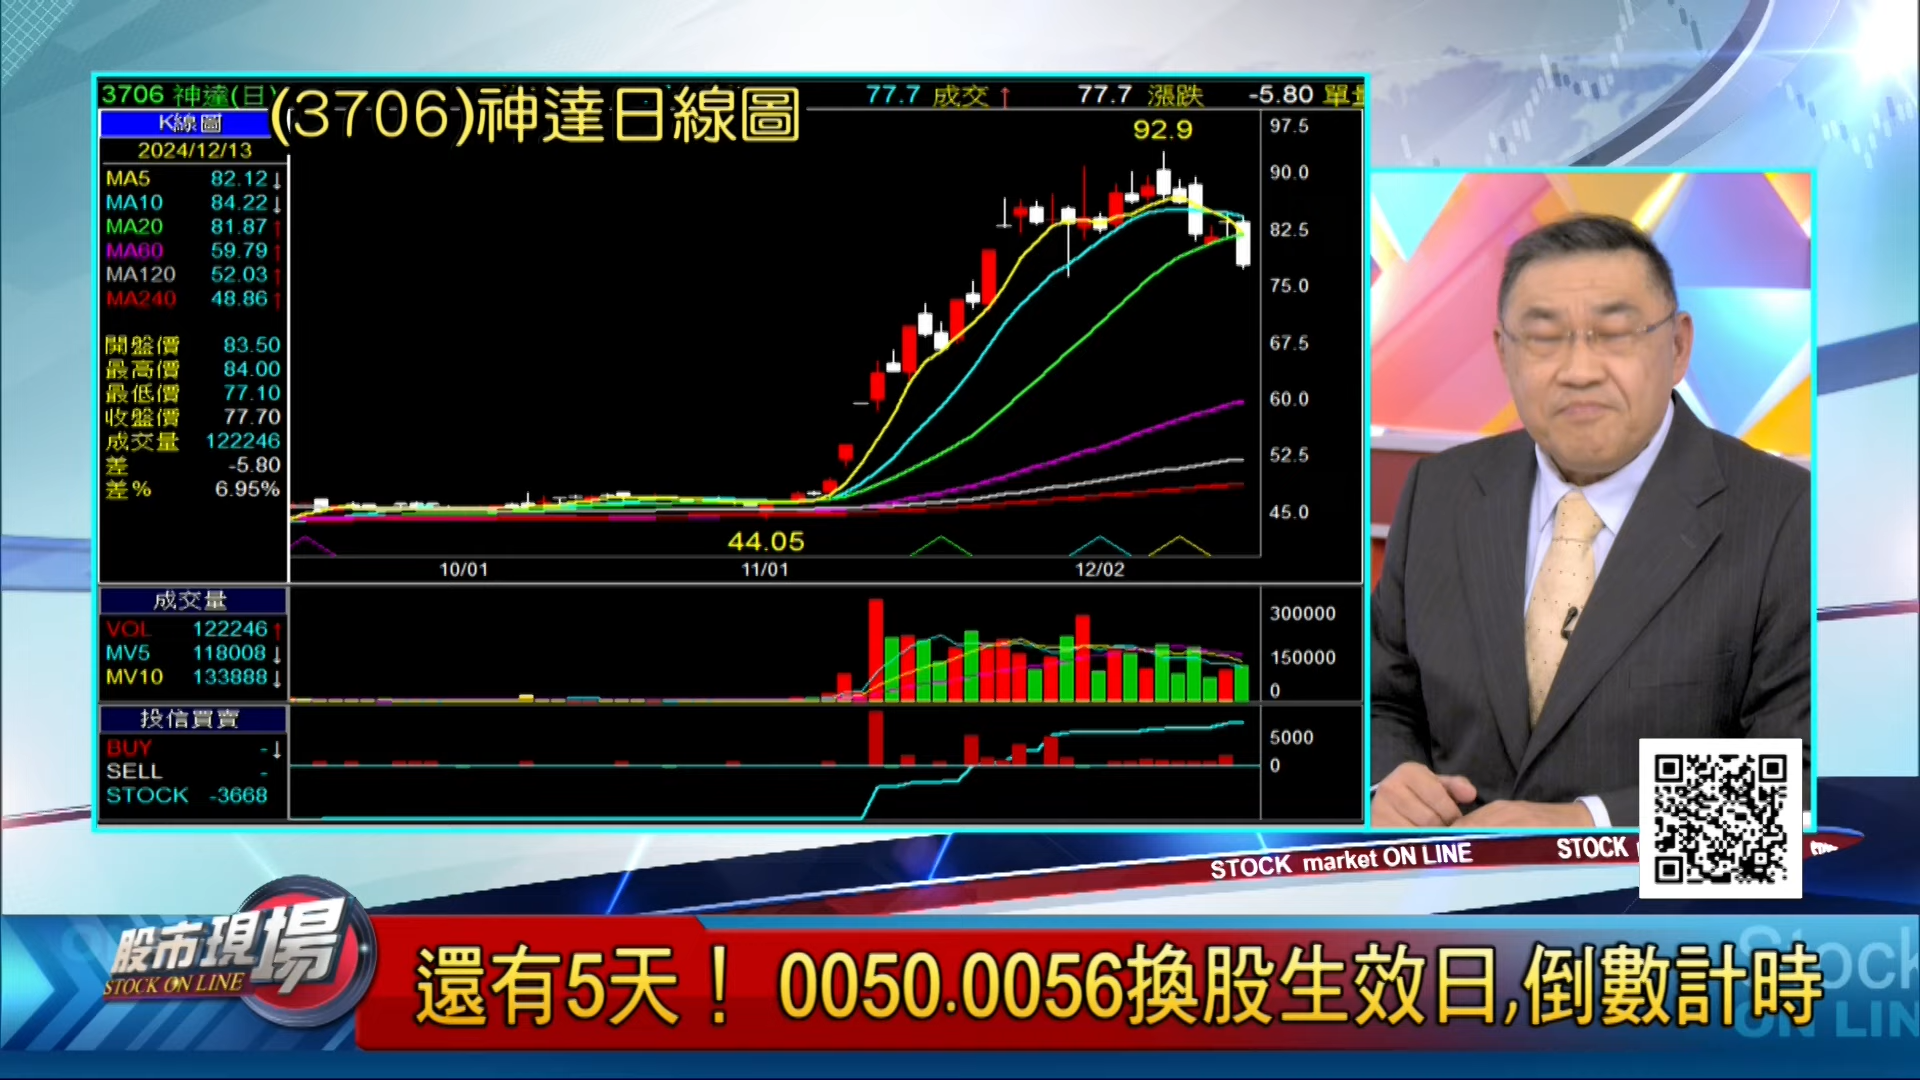 3706 神達(日)
(3706)神達日線圖
77.7 成交↑ 77.7 漲跌 -5.80
K線圖
2024/12/13
MA5 82.12↓
MA10 84.22↓
MA20 81.87↑
MA60 59.79↑
MA120 52.03↑
MA240 48.86↑
開盤價 83.50
最高價 84.00
最低價 77.10
收盤價 77.70
成交量 122246
差 -5.80
差% 6.95%
92.9
44.05
97.5
90.0
82.5
75.0
67.5
60.0
52.5
45.0
10/01 11/01 12/02
成交量
VOL 122246↑
MV5 118008↓
MV10 133888↓
300000
150000
0
投信買賣
BUY -↓
SELL -
STOCK -3668
5000
0
STOCK market ON LINE
STOCK
股市現場
STOCK ON LINE
還有5天！ 0050.0056換股生效日,倒數計時